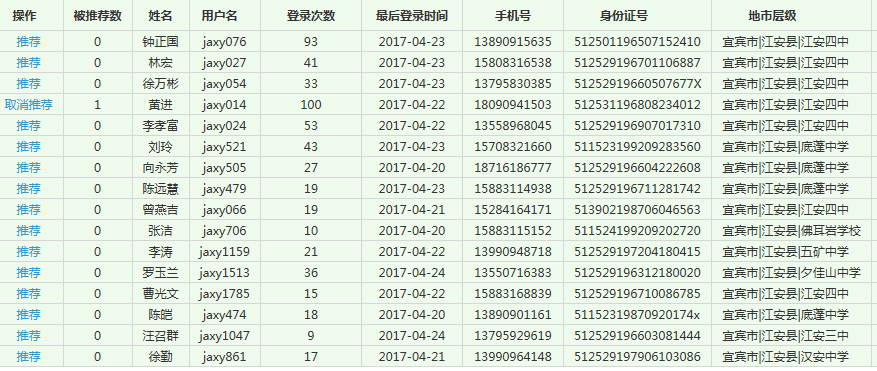 操作 被推荐数 姓名 用户名 登录次数 最后登录时间 手机号 身份证号 地市层级
推荐 0 钟正国 jaxy076 93 2017-04-23 13890915635 512501196507152410 宜宾市|江安县|江安四中
推荐 0 林宏 jaxy027 41 2017-04-23 15808316538 512529196701106887 宜宾市|江安县|江安四中
推荐 0 徐万彬 jaxy054 33 2017-04-23 13795830385 51252919660507677X 宜宾市|江安县|江安四中
取消推荐 1 黄进 jaxy014 100 2017-04-22 18090941503 512531196808234012 宜宾市|江安县|江安四中
推荐 0 李孝富 jaxy024 53 2017-04-22 13558968045 512529196907017310 宜宾市|江安县|江安四中
推荐 0 刘玲 jaxy521 43 2017-04-23 15708321660 511523199209283560 宜宾市|江安县|底蓬中学
推荐 0 向永芳 jaxy505 27 2017-04-20 18716186777 512529196604222608 宜宾市|江安县|底蓬中学
推荐 0 陈远慧 jaxy479 19 2017-04-23 15883114938 512529196711281742 宜宾市|江安县|底蓬中学
推荐 0 曾燕吉 jaxy066 19 2017-04-21 15284164171 513902198706046563 宜宾市|江安县|江安四中
推荐 0 张洁 jaxy706 10 2017-04-20 15883115152 511524199209202720 宜宾市|江安县|佛耳岩学校
推荐 0 李涛 jaxy1159 21 2017-04-22 13990948718 512529197204180415 宜宾市|江安县|五矿中学
推荐 0 罗玉兰 jaxy1513 36 2017-04-24 13550716383 512529196312180020 宜宾市|江安县|夕佳山中学
推荐 0 曹光文 jaxy1785 15 2017-04-22 15883168839 512529196710086785 宜宾市|江安县|江安四中
推荐 0 陈皑 jaxy474 18 2017-04-20 13890901161 51152319870920174x 宜宾市|江安县|底蓬中学
推荐 0 汪召群 jaxy1047 9 2017-04-24 13795929619 512529196603081444 宜宾市|江安县|江安三中
推荐 0 徐勤 jaxy861 17 2017-04-21 13990964148 512529197906103086 宜宾市|江安县|汉安中学